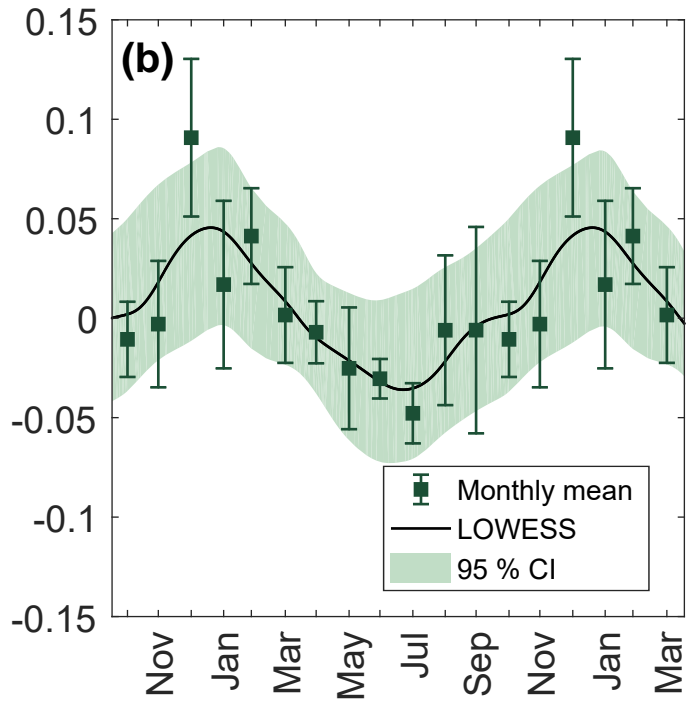 0.15
(b)
0.1
0.05
0
-0.05
-0.1
-0.15
Monthly mean
LOWESS
95 % CI
Nov
Jan
Mar
May
Jul
Sep
Nov
Jan
Mar